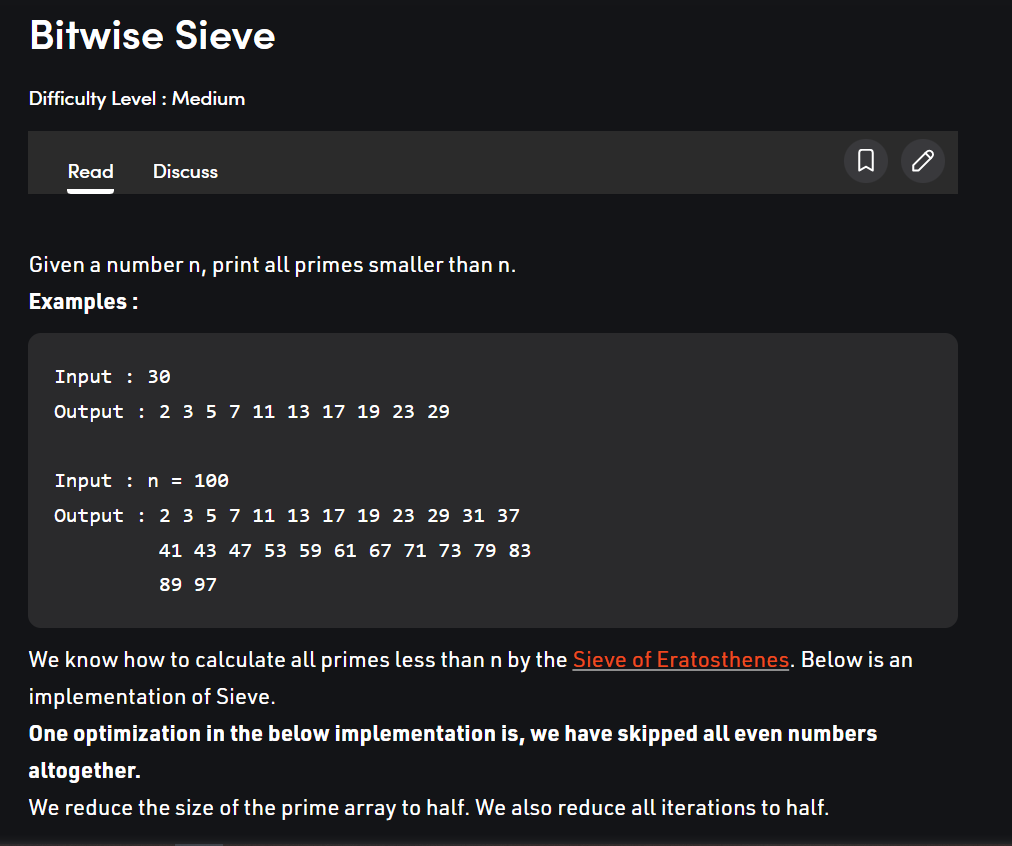 Bitwise Sieve
Difficulty Level : Medium
Read Discuss
Given a number n, print all primes smaller than n.
Examples :
Input : 30
Output : 2 3 5 7 11 13 17 19 23 29
Input : n = 100
Output : 2 3 5 7 11 13 17 19 23 29 31 37
41 43 47 53 59 61 67 71 73 79 83
89 97
We know how to calculate all primes less than n by the Sieve of Eratosthenes. Below is an
implementation of Sieve.
One optimization in the below implementation is, we have skipped all even numbers
altogether.
We reduce the size of the prime array to half. We also reduce all iterations to half.